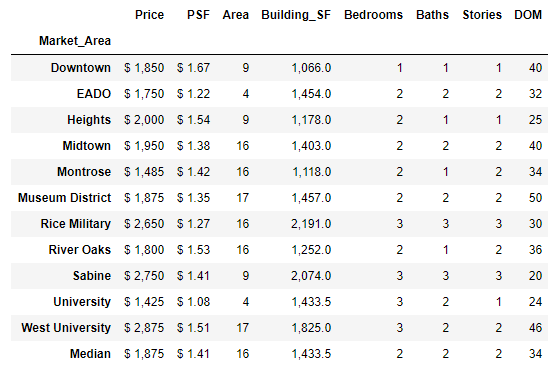 Price PSF Area Building_SF Bedrooms Baths Stories DOM
Market_Area
Downtown $ 1,850 $ 1.67 9 1,066.0 1 1 1 40
EADO $ 1,750 $ 1.22 4 1,454.0 2 2 2 32
Heights $ 2,000 $ 1.54 9 1,178.0 2 1 1 25
Midtown $ 1,950 $ 1.38 16 1,403.0 2 2 2 40
Montrose $ 1,485 $ 1.42 16 1,118.0 2 1 2 34
Museum District $ 1,875 $ 1.35 17 1,457.0 2 2 2 50
Rice Military $ 2,650 $ 1.27 16 2,191.0 3 3 3 30
River Oaks $ 1,800 $ 1.53 16 1,252.0 2 1 2 36
Sabine $ 2,750 $ 1.41 9 2,074.0 3 3 3 20
University $ 1,425 $ 1.08 4 1,433.5 3 2 1 24
West University $ 2,875 $ 1.51 17 1,825.0 3 2 2 46
Median $ 1,875 $ 1.41 16 1,433.5 2 2 2 34